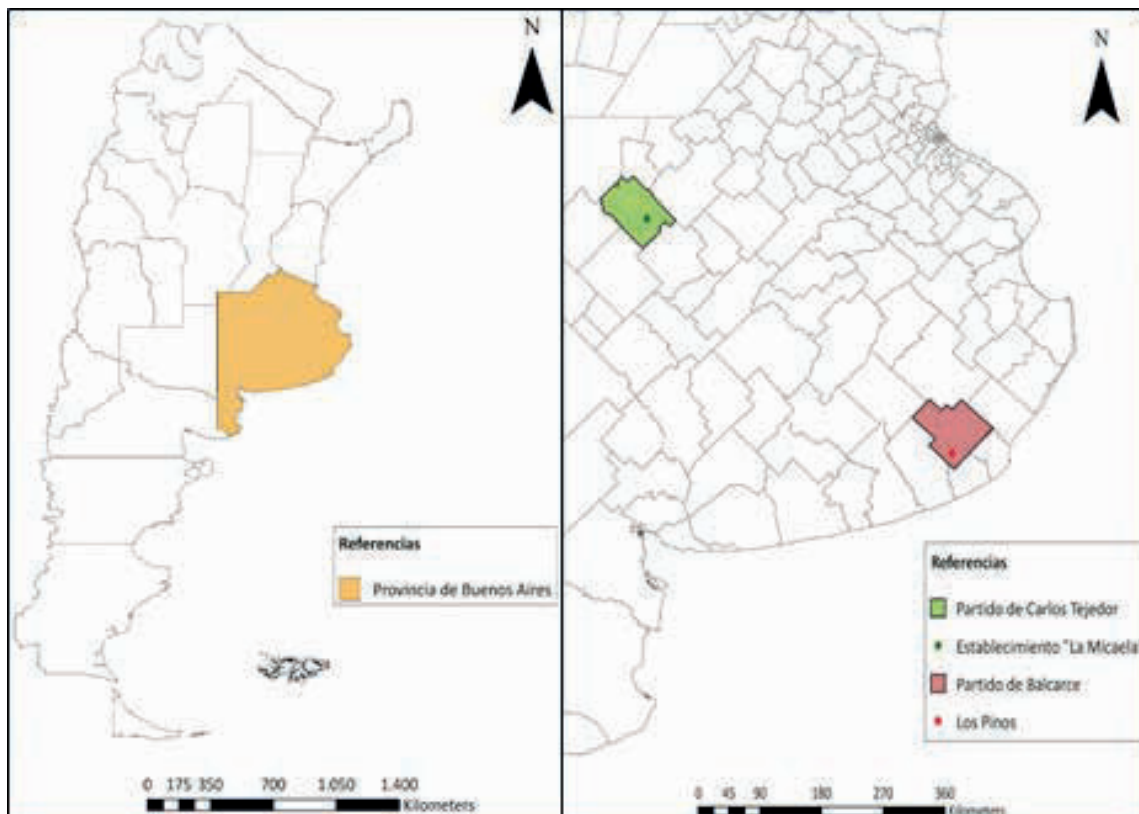 N
Referencias
Provincia de Buenos Aires
0 175 350 700 1.050 1.400
Kilometers
N
Referencias
Partido de Carlos Tejedor
Establecimiento "La Micaela"
Partido de Balcarce
Los Pinos
0 45 90 180 270 360
Kilometers